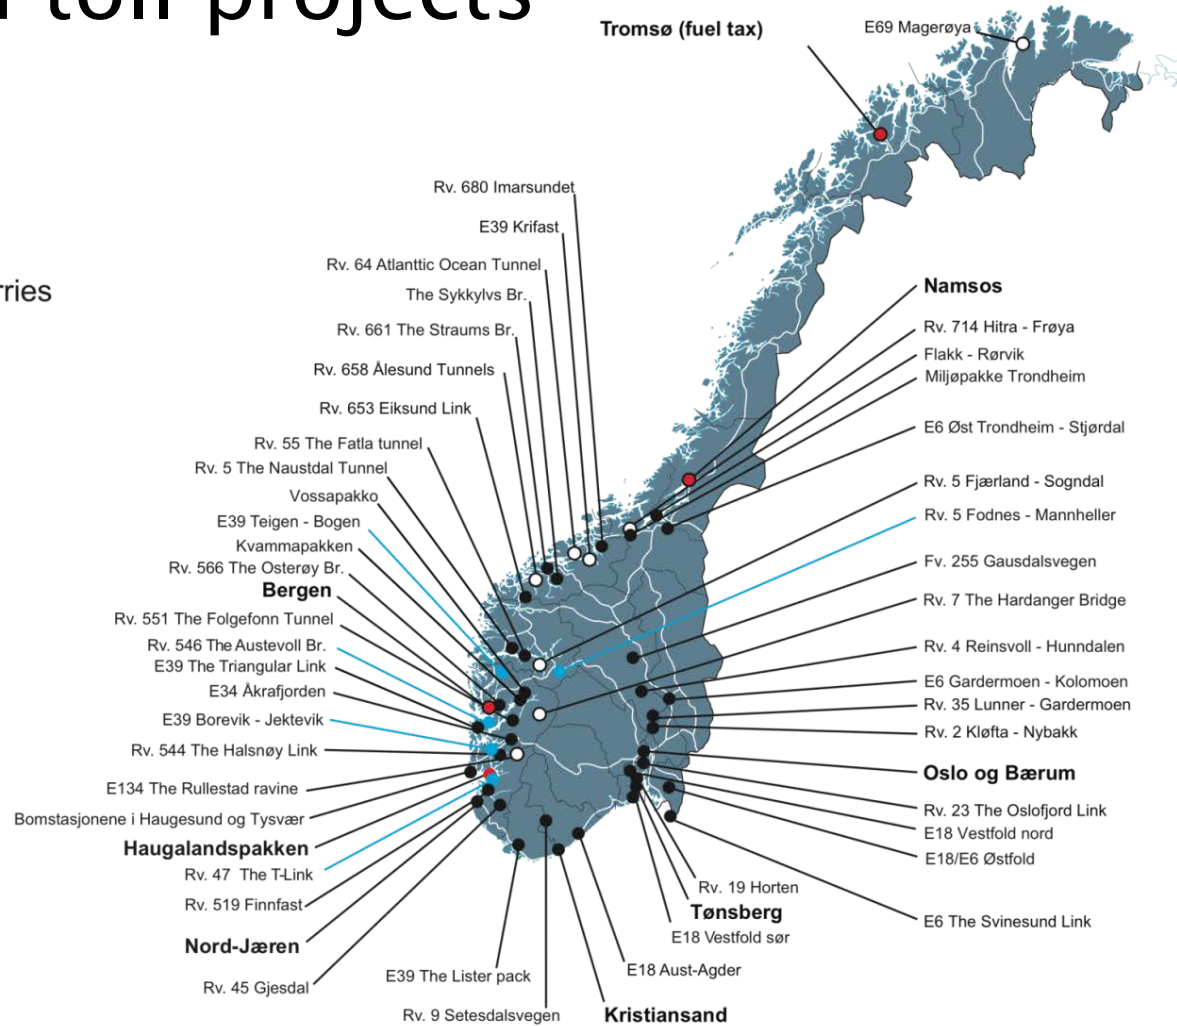 toll projects
rries
Tromsø (fuel tax)
E69 Magerøya
Rv. 680 Imarsundet
E39 Krifast
Rv. 64 Atlanttic Ocean Tunnel
The Sykkylvs Br.
Rv. 661 The Straums Br.
Rv. 658 Ålesund Tunnels
Rv. 653 Eiksund Link
Rv. 55 The Fatla tunnel
Rv. 5 The Naustdal Tunnel
Vossapakko
E39 Teigen - Bogen
Kvammapakken
Rv. 566 The Osterøy Br.
Bergen
Rv. 551 The Folgefonn Tunnel
Rv. 546 The Austevoll Br.
E39 The Triangular Link
E34 Åkrafjorden
E39 Borevik - Jektevik
Rv. 544 The Halsnøy Link
E134 The Rullestad ravine
Bomstasjonene i Haugesund og Tysvær
Haugalandspakken
Rv. 47 The T-Link
Rv. 519 Finnfast
Nord-Jæren
Rv. 45 Gjesdal
E39 The Lister pack
Rv. 9 Setesdalsvegen
Kristiansand
E18 Aust-Agder
E18 Vestfold sør
Tønsberg
Rv. 19 Horten
Namsos
Rv. 714 Hitra - Frøya
Flakk - Rørvik
Miljøpakke Trondheim
E6 Øst Trondheim - Stjørdal
Rv. 5 Fjærland - Sogndal
Rv. 5 Fodnes - Mannheller
Fv. 255 Gausdalsvegen
Rv. 7 The Hardanger Bridge
Rv. 4 Reinsvoll - Hunndalen
E6 Gardermoen - Kolomoen
Rv. 35 Lunner - Gardermoen
Rv. 2 Kløfta - Nybakk
Oslo og Bærum
Rv. 23 The Oslofjord Link
E18 Vestfold nord
E18/E6 Østfold
E6 The Svinesund Link